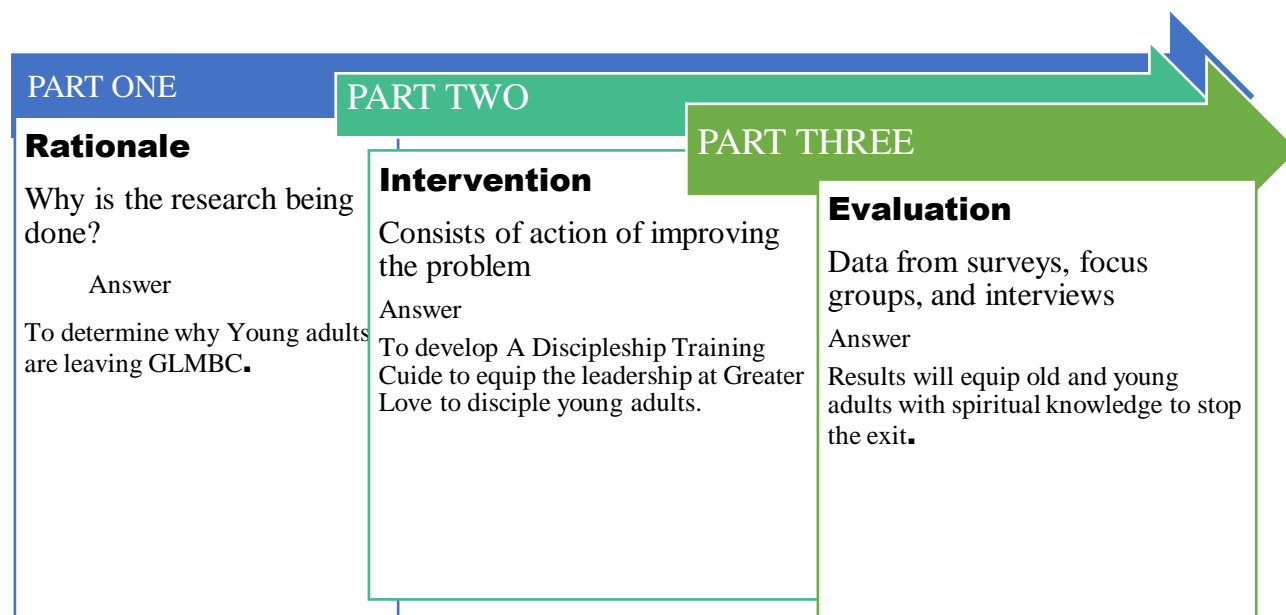 PART ONE
Rationale
Why is the research being
done?
Answer
To determine why Young adults
are leaving GLMBC.
PART TWO
Intervention
Consists of action of improving
the problem
Answer
To develop A Discipleship Training
Cuide to equip the leadership at Greater
Love to disciple young adults.
PART THREE
Evaluation
Data from surveys, focus
groups, and interviews
Answer
Results will equip old and young
adults with spiritual knowledge to stop
the exit.